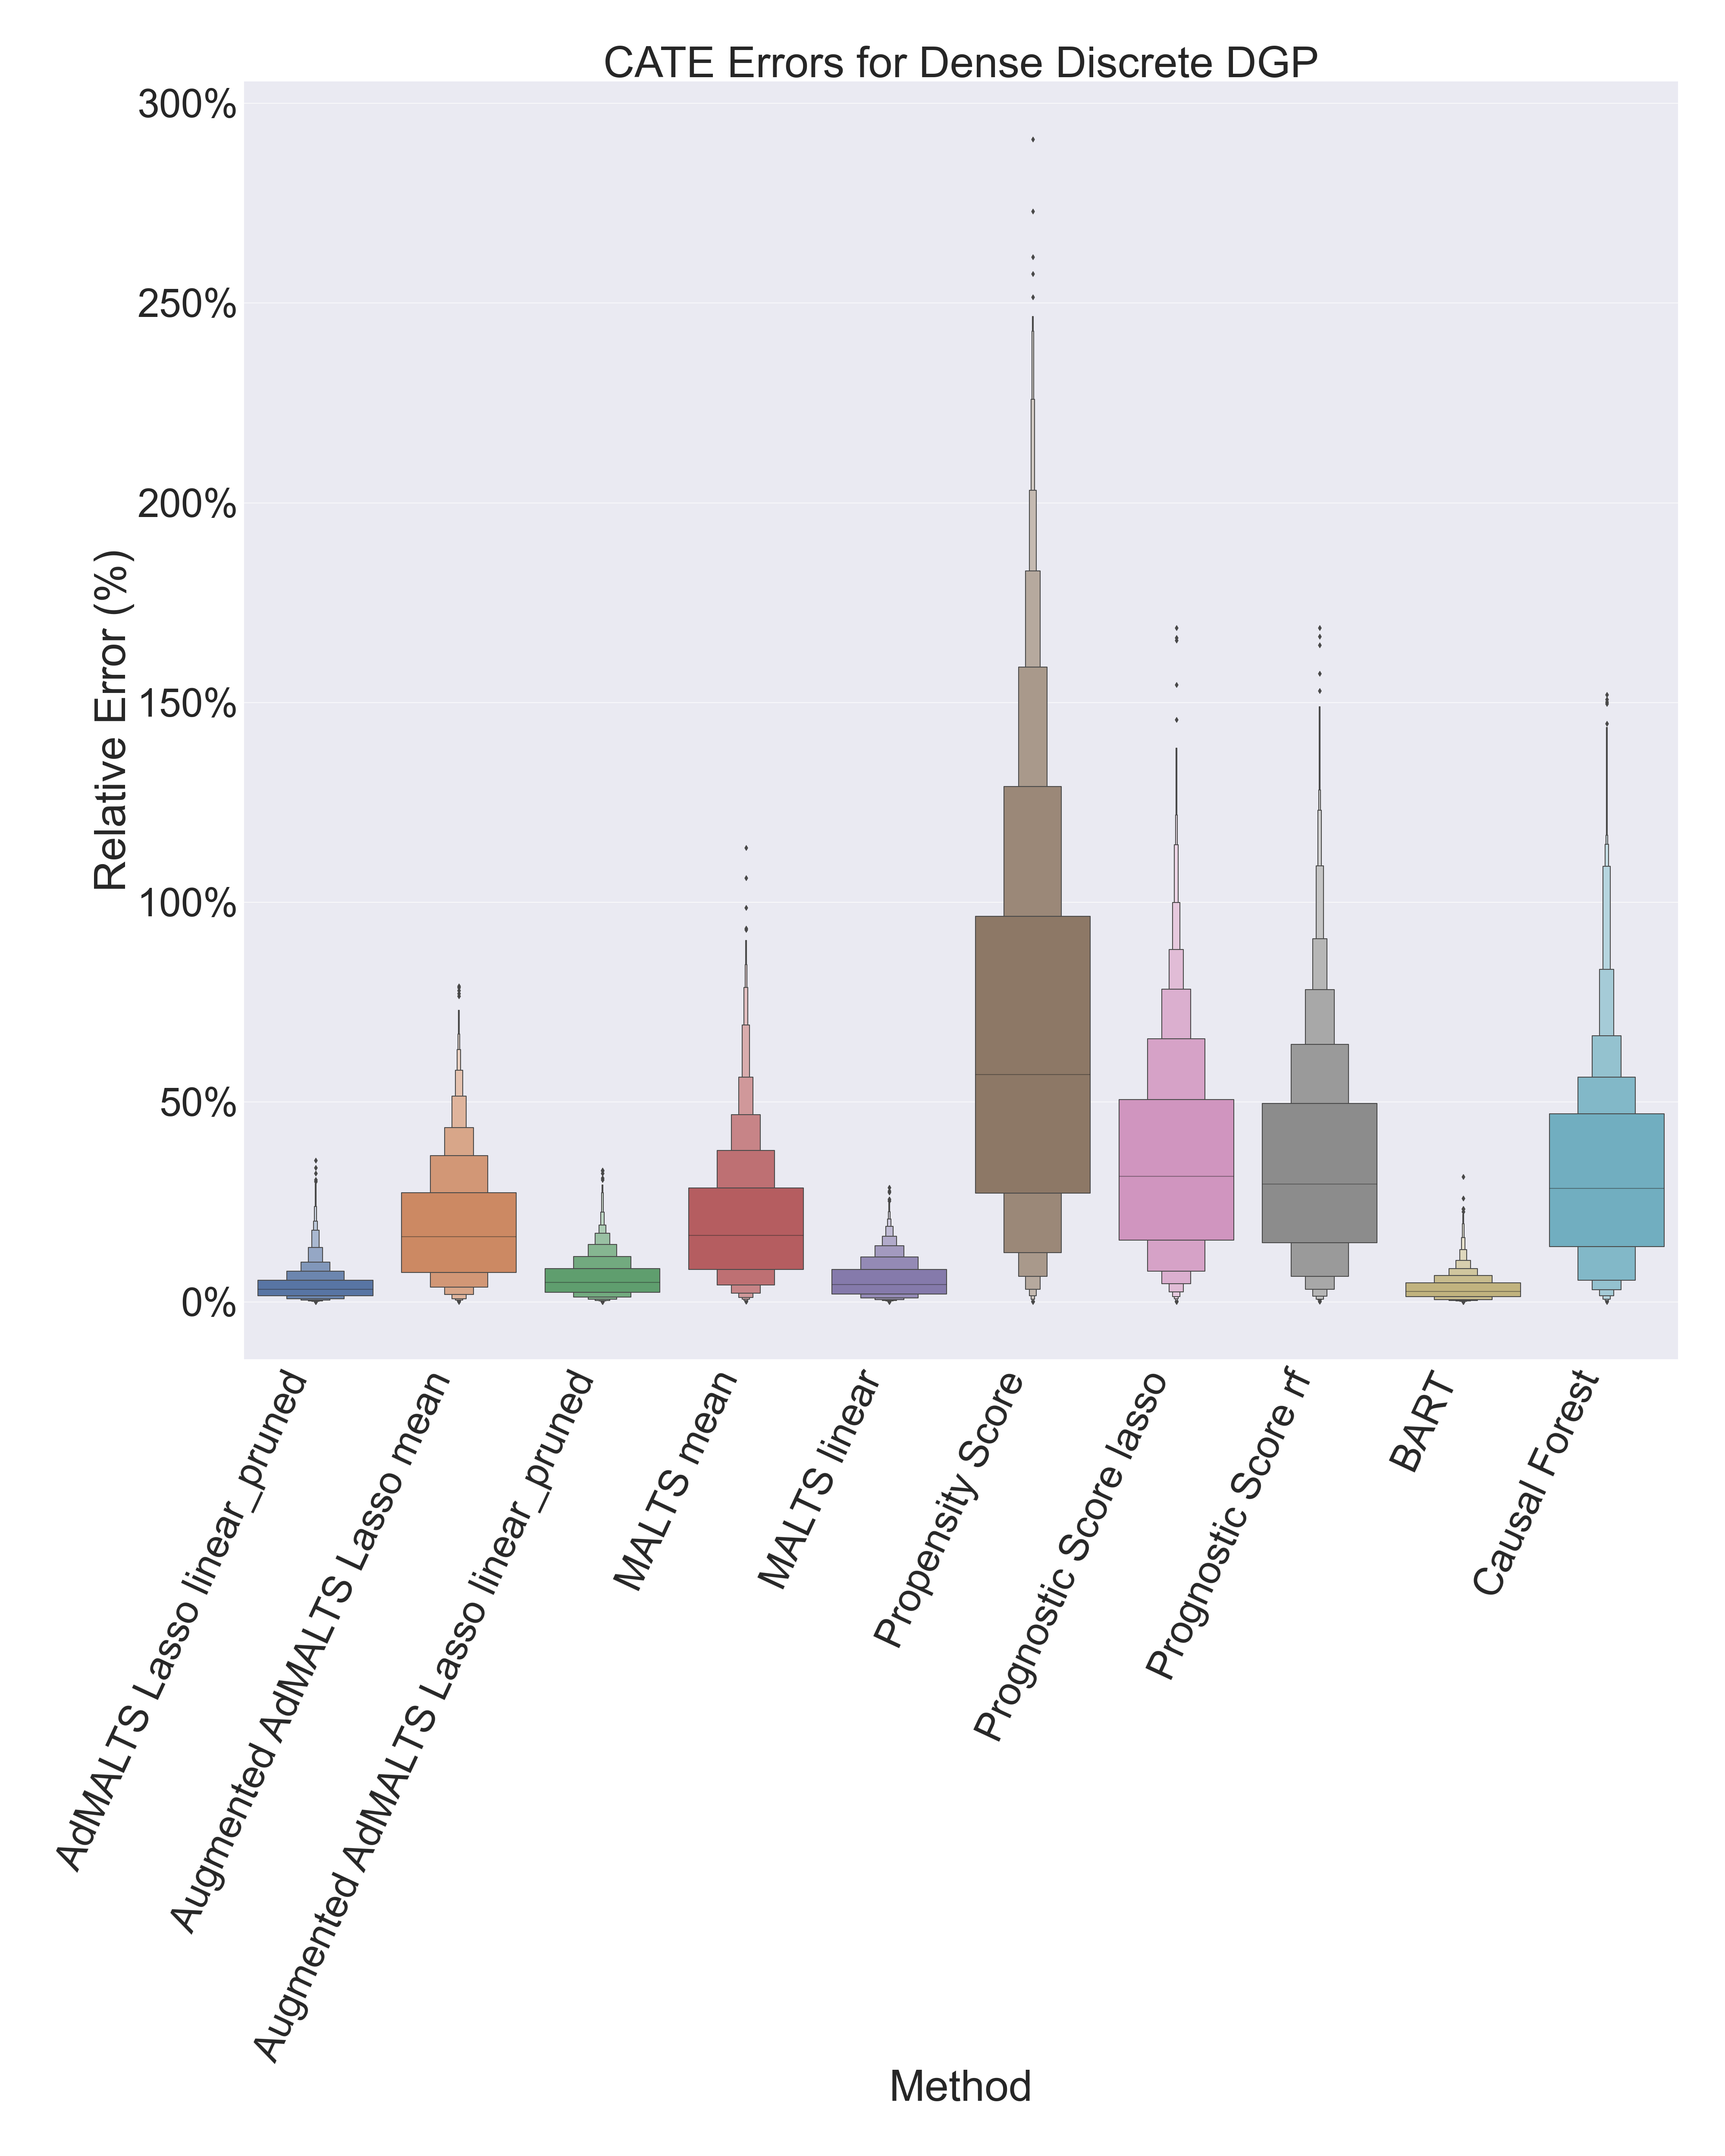 CATE Errors for Dense Discrete DGP
300%
250%
200%
150%
100%
50%
0%
Relative Error (%)
AdMALTS Lasso linear_pruned
Augmented AdMALTS Lasso mean
Augmented AdMALTS Lasso linear_pruned
MALTS mean
MALTS linear
Propensity Score
Prognostic Score lasso
Prognostic Score rf
BART
Causal Forest
Method